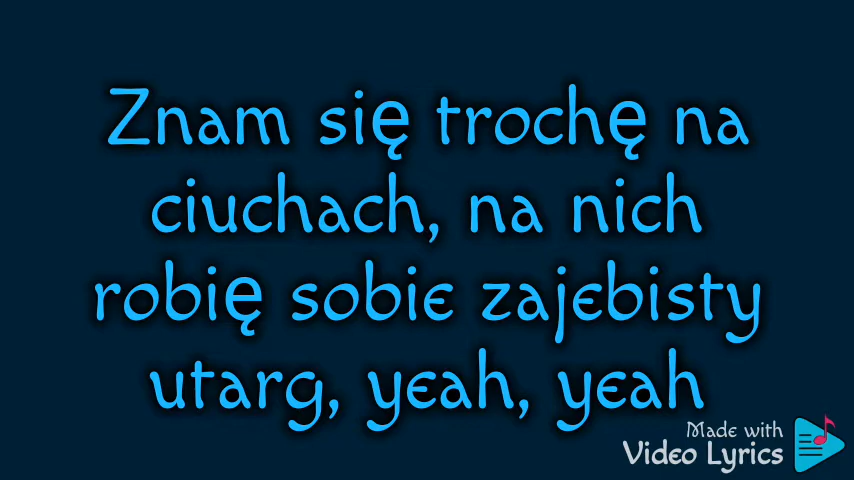 Znam się trochę na
ciuchach, na nich
robię sobie zajebisty
utarg, yeah, yeah
Made with
Video Lyrics